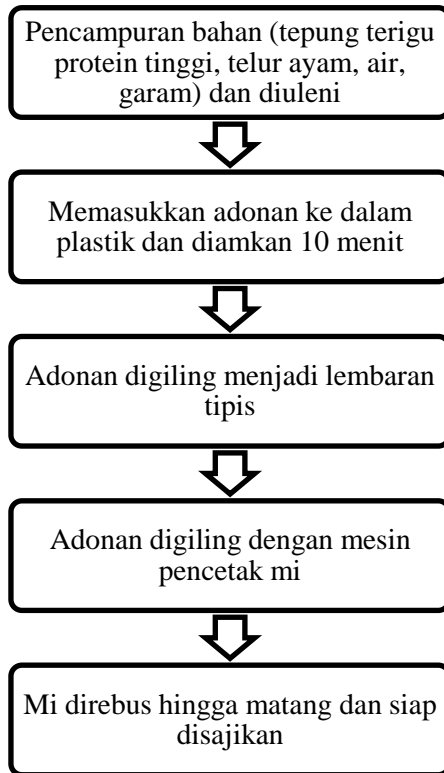 Pencampuran bahan (tepung terigu
protein tinggi, telur ayam, air,
garam) dan diuleni
Memasukkan adonan ke dalam
plastik dan diamkan 10 menit
Adonan digiling menjadi lembaran
tipis
Adonan digiling dengan mesin
pencetak mi
Mi direbus hingga matang dan siap
disajikan